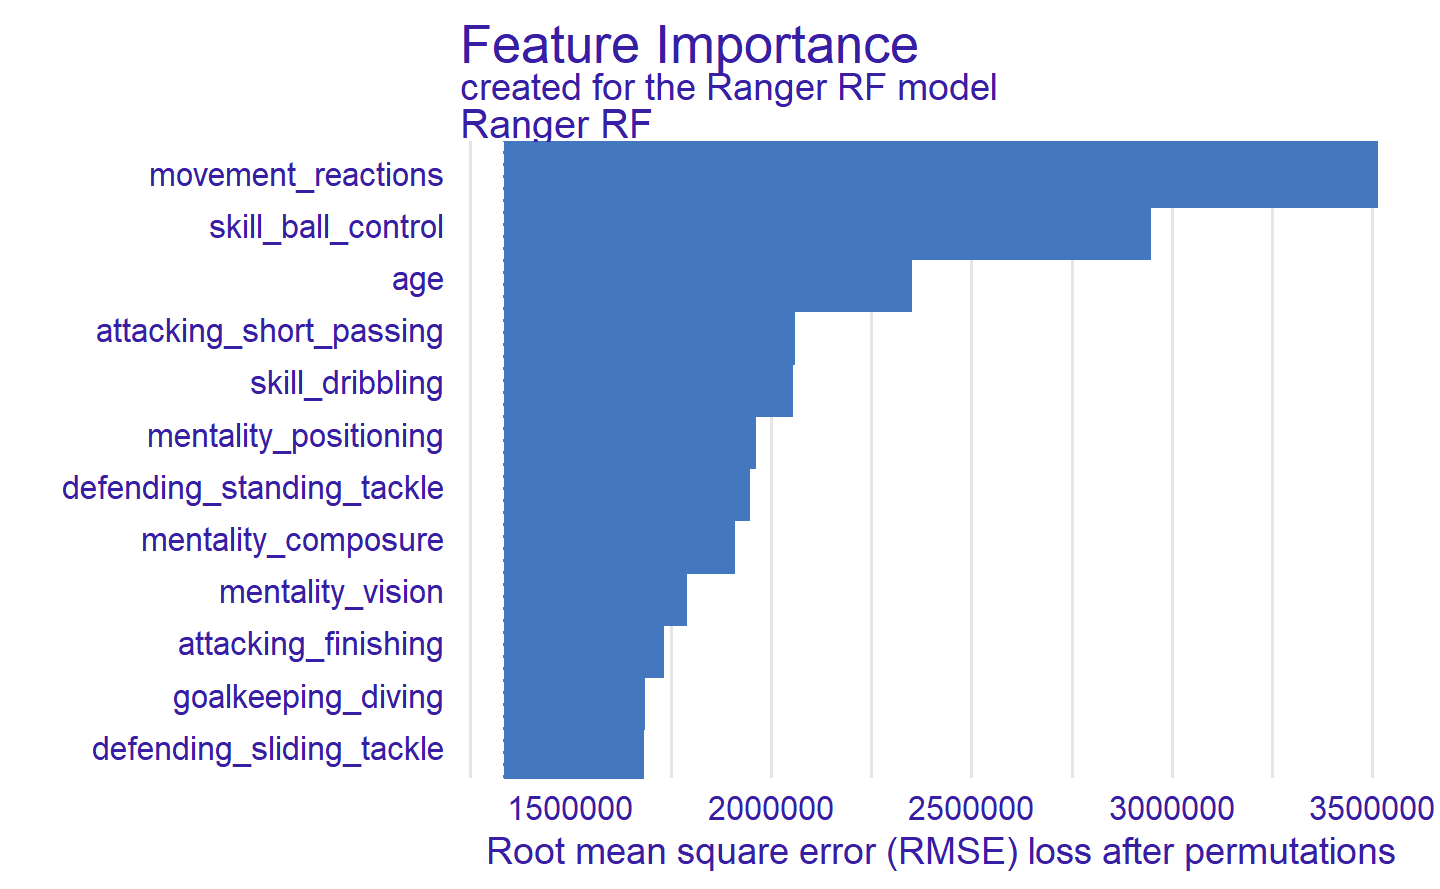 Feature Importance
created for the Ranger RF model
Ranger RF
movement_reactions
skill_ball_control
age
attacking_short_passing
skill_dribbling
mentality_positioning
defending_standing_tackle
mentality_composure
mentality_vision
attacking_finishing
goalkeeping_diving
defending_sliding_tackle
1500000 2000000 2500000 3000000 3500000
Root mean square error (RMSE) loss after permutations